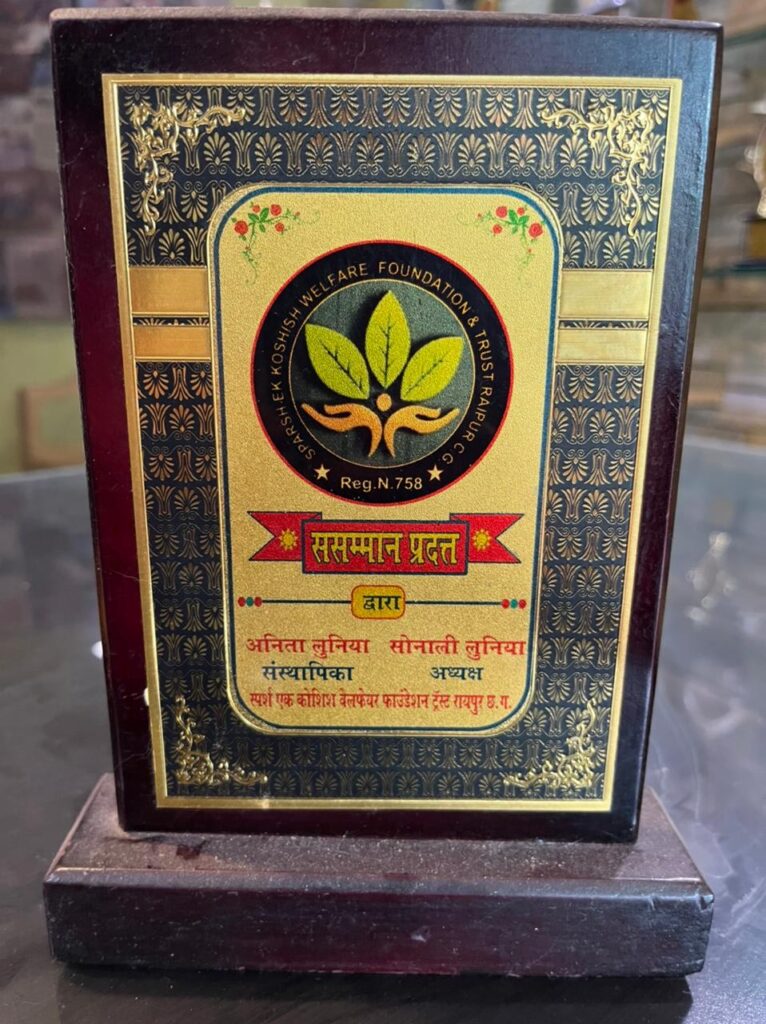 SPARSH EK KOSHISH WELFARE FOUNDATION & TRUST RAIPUR C.G.
Reg.N.758
ससम्मान प्रदत्त
द्वारा
अनिता लुनिया सोनाली लुनिया
संस्थापिका अध्यक्ष
स्पर्श एक कोशिश वेलफेयर फाउंडेशन ट्रॅस्ट रायपुर छ.ग.